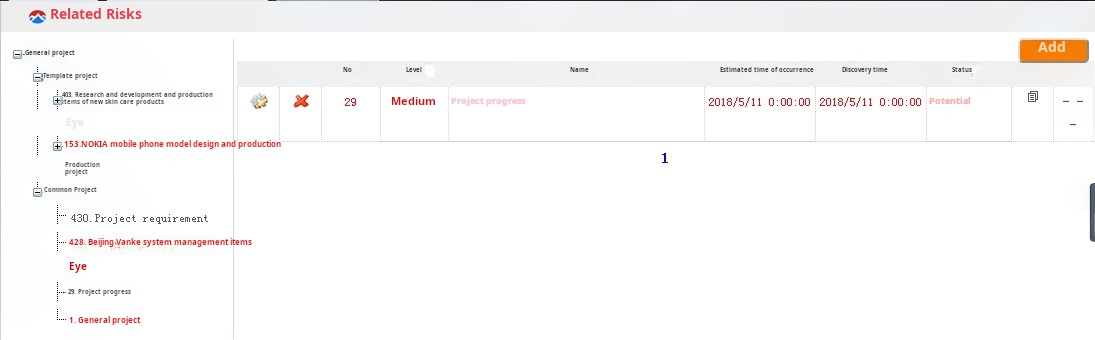 Related Risks
Add
General project
Template project
403. Research and development and production
items of new skin care products
Eye
153.NOKIA mobile phone model design and production
Production
project
Common Project
430.Project requirement
428. Beijing Vanke system management items
Eye
29. Project progress
1. General project
No Level Name Estimated time of occurrence Discovery time Status
29 Medium Project progress 2018/5/11 0:00:00 2018/5/11 0:00:00 Potential – –
–
1